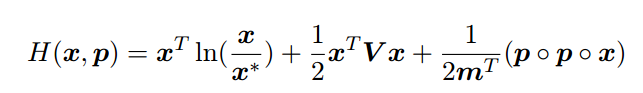 H(x, p) = x^T ln(x/x*) + 1/2 x^T V x + 1/(2m^T) (p ∘ p ∘ x)